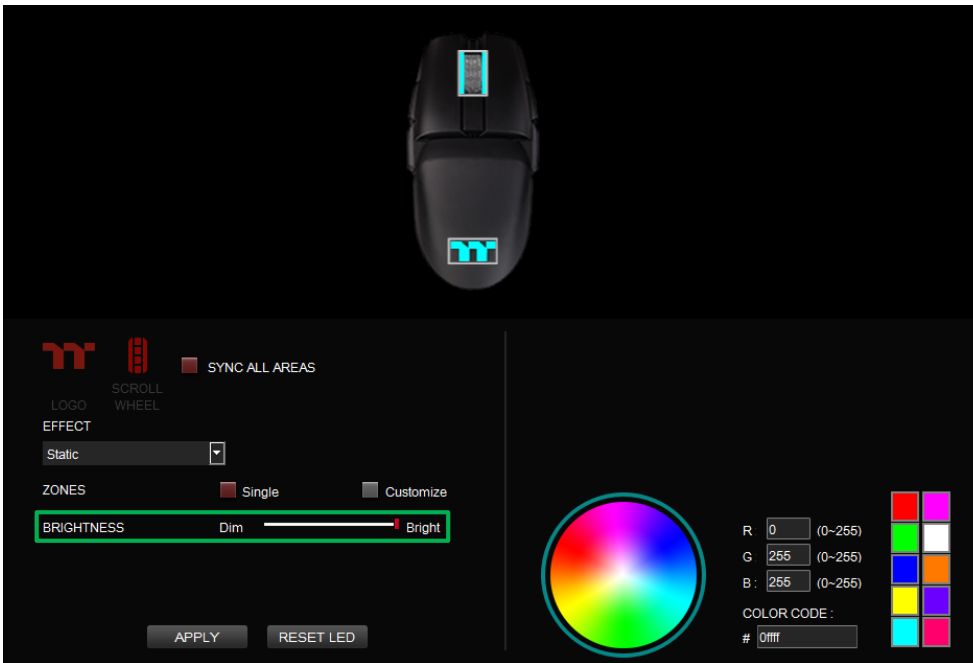 SYNC ALL AREAS
LOGO
SCROLL WHEEL
EFFECT
Static
ZONES
Single
Customize
BRIGHTNESS
Dim
Bright
APPLY
RESET LED
R 0 (0~255)
G 255 (0~255)
B : 255 (0~255)
COLOR CODE :
# 0ffff